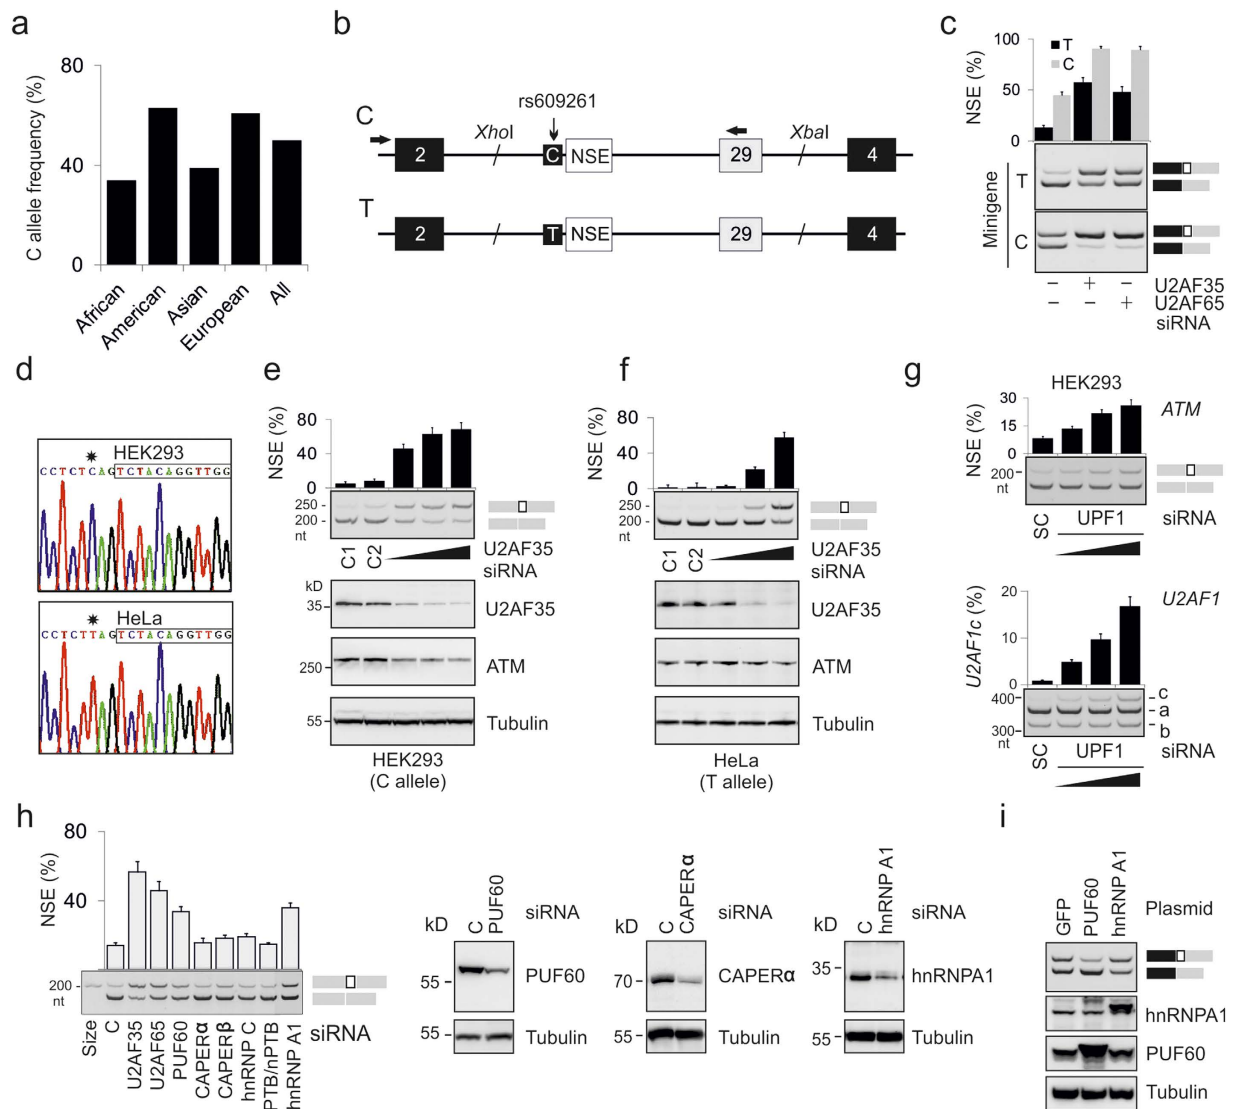 a
C allele frequency (%)
80
40
0
African
American
Asian
European
All
b
rs609261
C
XhoI
XbaI
2
C
NSE
29
4
T
2
T
NSE
29
4
c
NSE (%)
100
50
0
T
C
Minigene
T
C
− + − U2AF35
− − + U2AF65
siRNA
d
HEK293
CCTCTCAGTCTACAGGTTGG
HeLa
CCTCTTAGTCTACAGGTTGG
e
NSE (%)
80
40
0
250
200
nt
C1 C2
U2AF35
siRNA
kD
35
U2AF35
250
ATM
55
Tubulin
HEK293
(C allele)
f
NSE (%)
80
40
0
250
200
nt
C1 C2
U2AF35
siRNA
U2AF35
ATM
Tubulin
HeLa
(T allele)
g
HEK293
ATM
NSE (%)
30
15
0
200
nt
SC
UPF1
siRNA
U2AF1
U2AF1c (%)
20
10
0
400
300
nt
c
a
b
SC
UPF1
siRNA
h
NSE (%)
80
40
200
nt
Size
C
U2AF35
U2AF65
PUF60
CAPERα
CAPERβ
hnRNP C
PTB/nPTB
hnRNP A1
siRNA
kD
C
PUF60
siRNA
55
PUF60
55
Tubulin
kD
C
CAPERα
siRNA
70
CAPERα
55
Tubulin
kD
C
hnRNP A1
siRNA
35
hnRNPA1
55
Tubulin
i
GFP
PUF60
hnRNP A1
Plasmid
hnRNPA1
PUF60
Tubulin